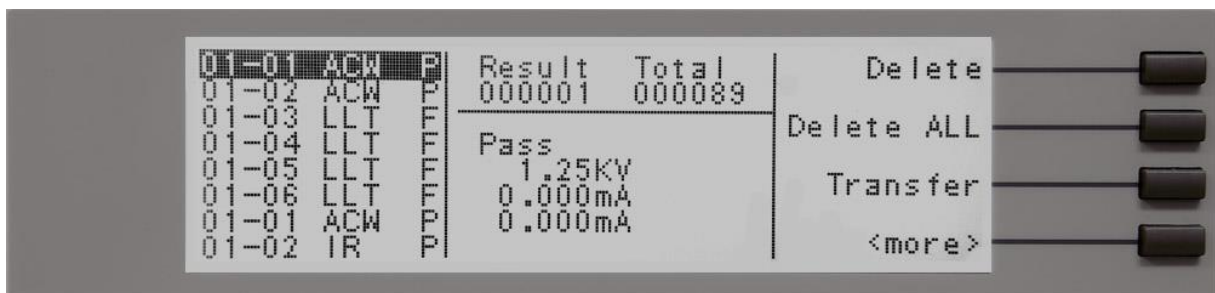 01-01 ACW P
01-02 ACW P
01-03 LLT F
01-04 LLT F
01-05 LLT F
01-06 LLT F
01-01 ACW P
01-02 IR P
Result Total
000001 000089
Pass
1.25KV
0.000mA
0.000mA
Delete
Delete ALL
Transfer
<more>